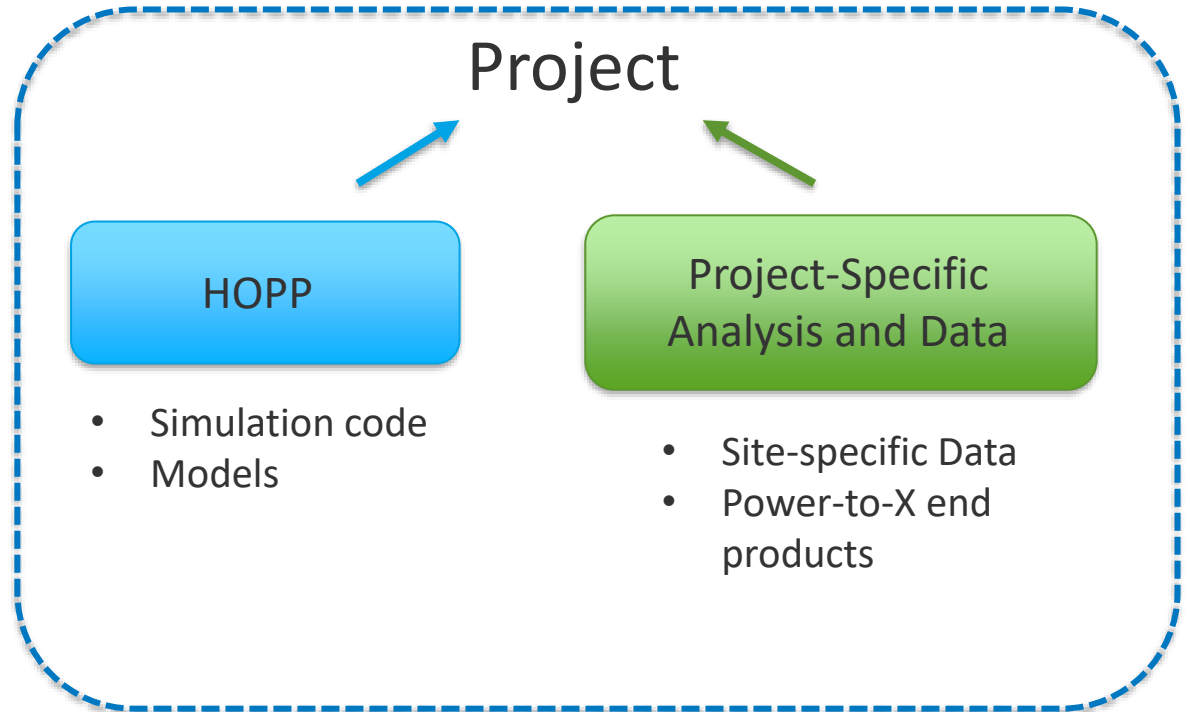 Project
HOPP
• Simulation code
• Models
Project-Specific
Analysis and Data
• Site-specific Data
• Power-to-X end
products